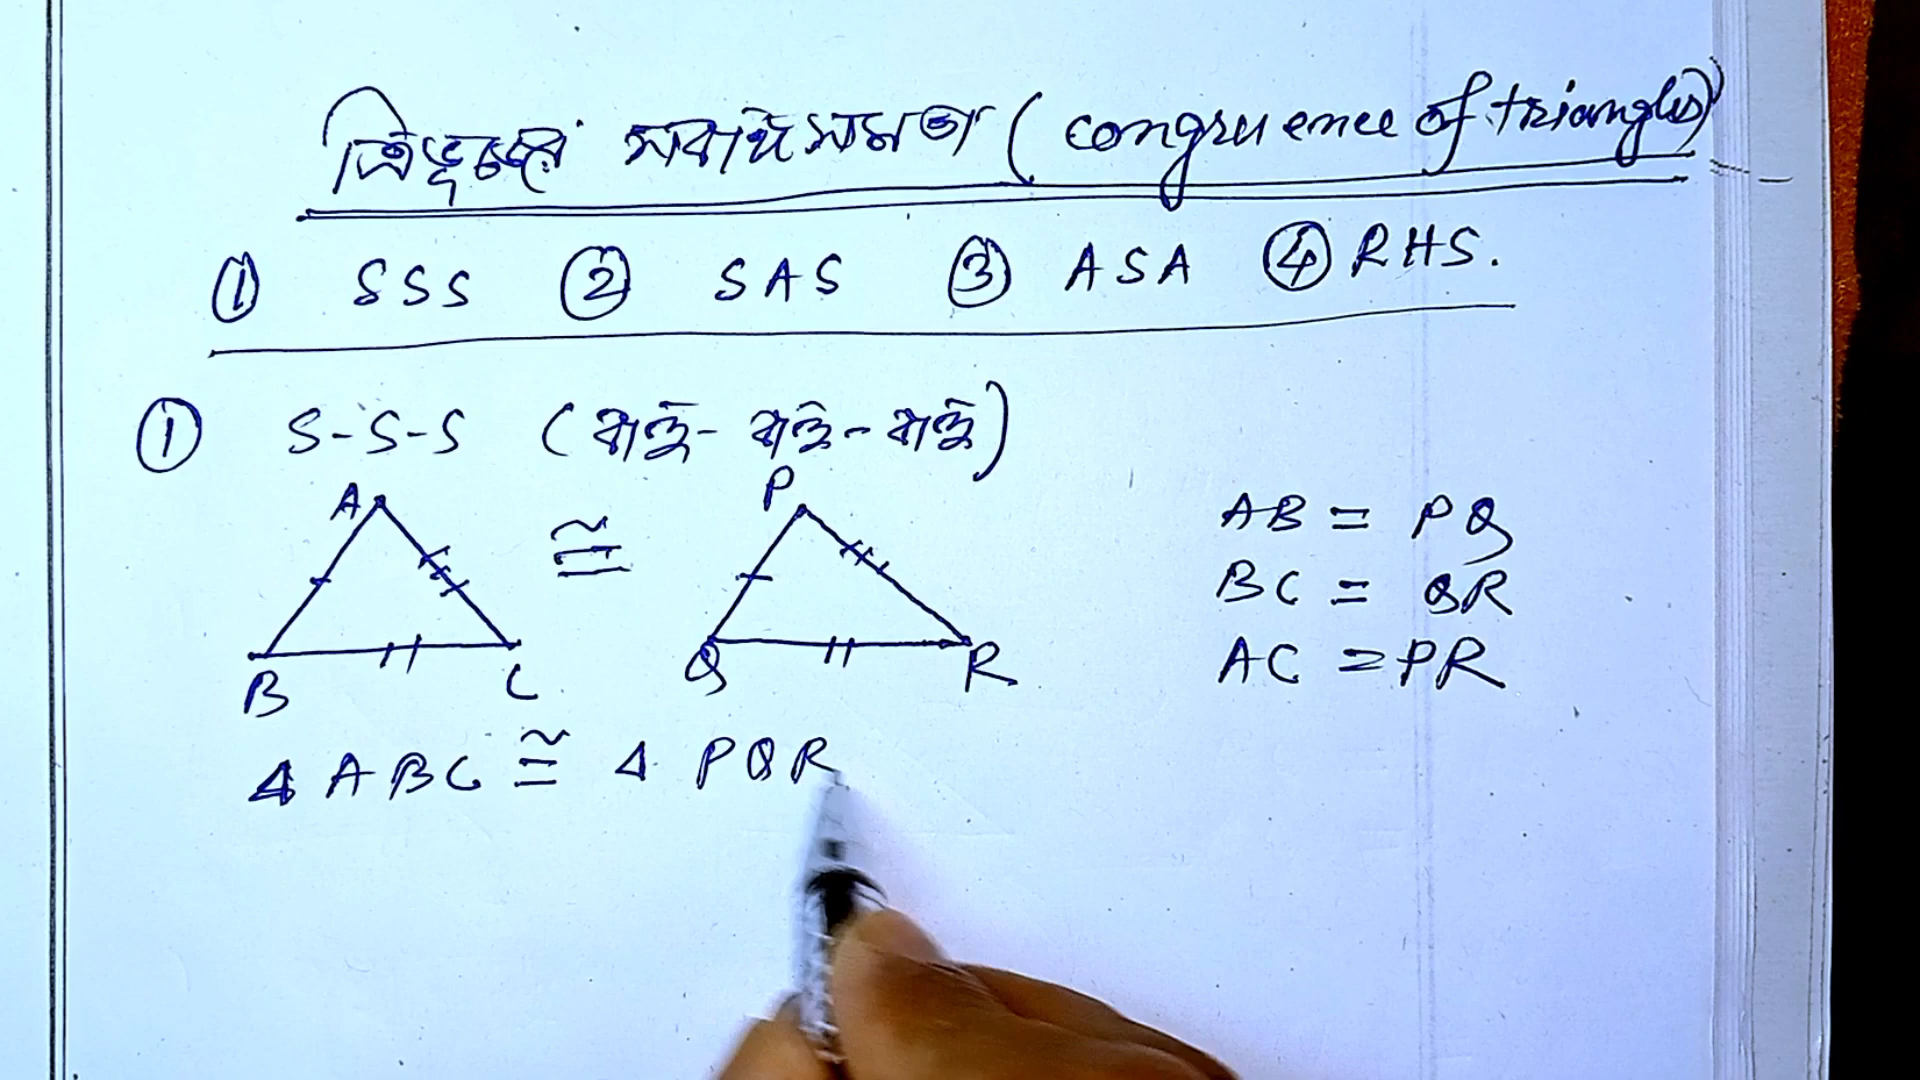 ত্রিভুজের সর্বাঙ্গসমতা (congruence of triangles)
① SSS ② SAS ③ ASA ④ RHS.
① S-S-S (বাহু- বাহু- বাহু)
A ≅ P
AB = PQ
BC = QR
B C Q R
AC = PR
Δ ABC ≅ Δ PQR